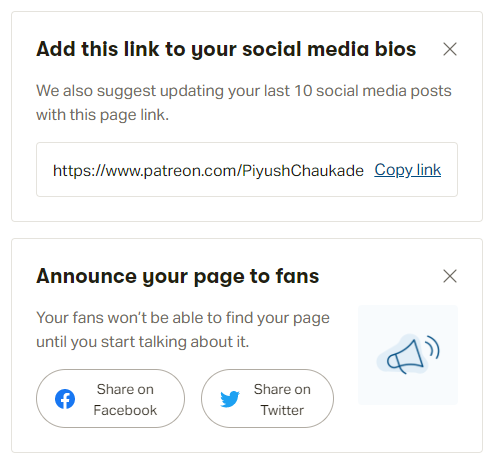 Add this link to your social media bios
We also suggest updating your last 10 social media posts
with this page link.
https://www.patreon.com/PiyushChaukade Copy link
Announce your page to fans
Your fans won't be able to find your page
until you start talking about it.
Share on
Facebook
Share on
Twitter